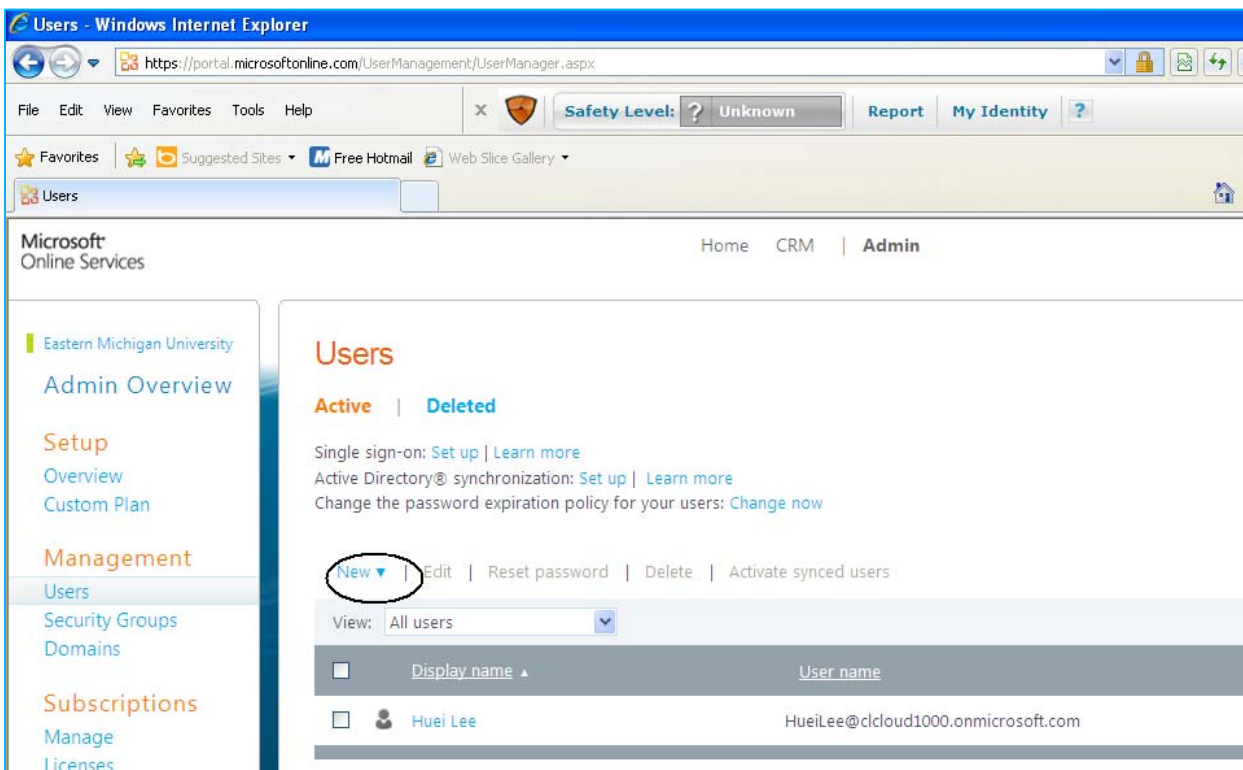 Users - Windows Internet Explorer
https://portal.microsoftonline.com/UserManagement/UserManager.aspx
File Edit View Favorites Tools Help x Safety Level: ? Unknown Report My Identity ?
Favorites Suggested Sites Free Hotmail Web Slice Gallery
Users
Microsoft
Online Services
Home CRM | Admin
Eastern Michigan University
Admin Overview
Setup
Overview
Custom Plan
Management
Users
Security Groups
Domains
Subscriptions
Manage
Licenses
Users
Active | Deleted
Single sign-on: Set up | Learn more
Active Directory® synchronization: Set up | Learn more
Change the password expiration policy for your users: Change now
New ▾ | Edit | Reset password | Delete | Activate synced users
View: All users
Display name ▴ User name
Huei Lee HueiLee@clcloud1000.onmicrosoft.com